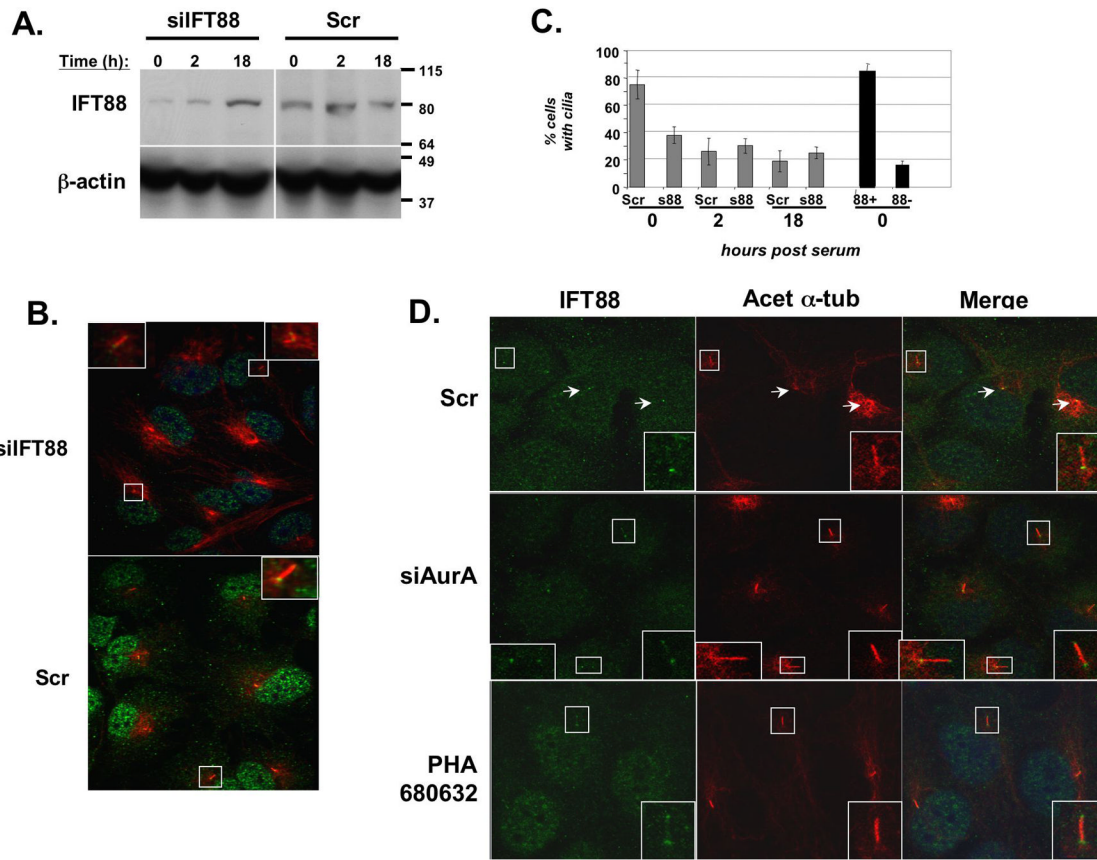 A.
siIFT88 Scr
Time (h): 0 2 18 0 2 18
115
IFT88
80
64
49
β-actin
37
C.
% cells
with cilia
100
80
60
40
20
0
Scr s88 Scr s88 Scr s88 88+ 88-
0 2 18 0
hours post serum
B.
siIFT88
Scr
D.
IFT88 Acet α-tub Merge
Scr
siAurA
PHA
680632